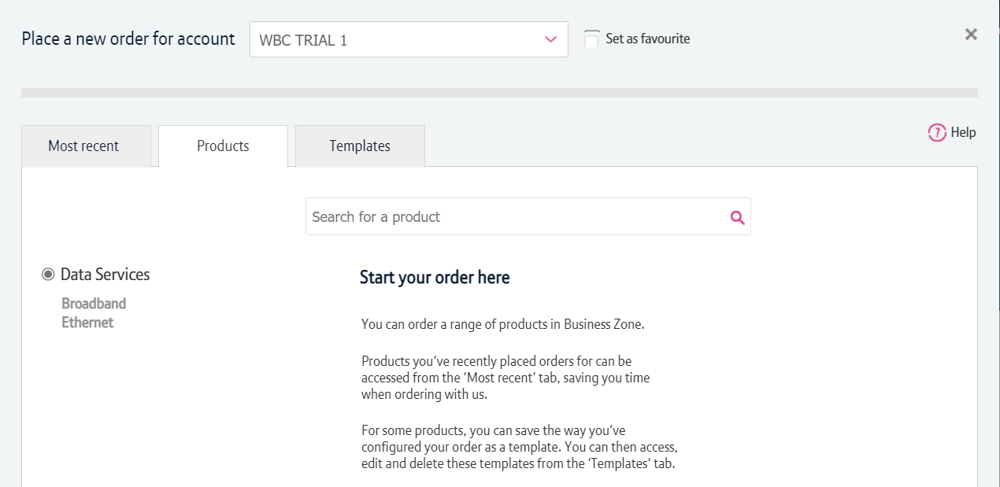 Place a new order for account
WBC TRIAL 1
Set as favourite
Help
Most recent
Products
Templates
Search for a product
Data Services
Broadband
Ethernet
Start your order here
You can order a range of products in Business Zone.
Products you've recently placed orders for can be
accessed from the 'Most recent' tab, saving you time
when ordering with us.
For some products, you can save the way you've
configured your order as a template. You can then access,
edit and delete these templates from the 'Templates' tab.